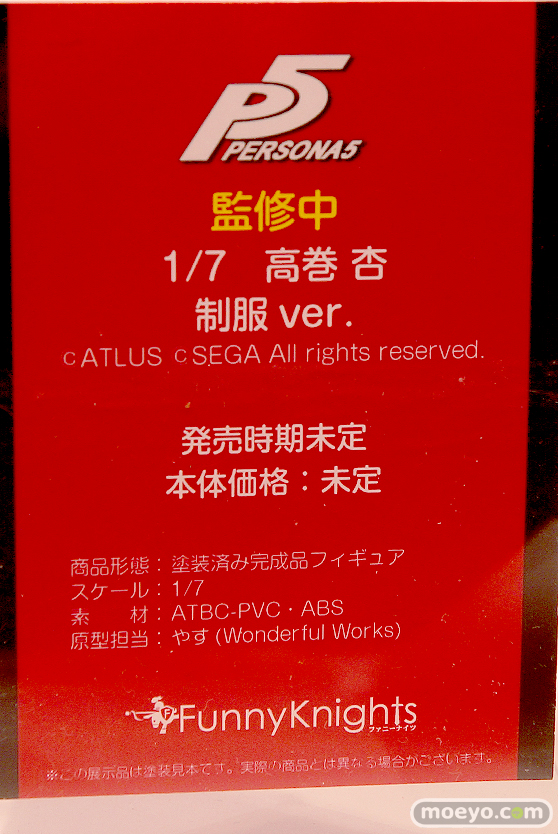 P5
PERSONA5
監修中
1/7 高巻 杏
制服 ver.
©ATLUS ©SEGA All rights reserved.
発売時期未定
本体価格：未定
商品形態：塗装済み完成品フィギュア
スケール：1/7
素　材：ATBC-PVC・ABS
原型担当：やす (Wonderful Works)
FunnyKnights
ファニーナイツ
※この展示品は塗装見本です。実際の商品とは異なる場合がございます。
moeyo.com